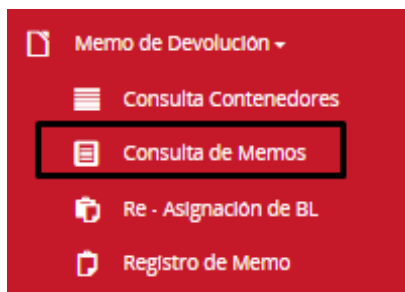 Memo de Devolución
Consulta Contenedores
Consulta de Memos
Re - Asignación de BL
Registro de Memo